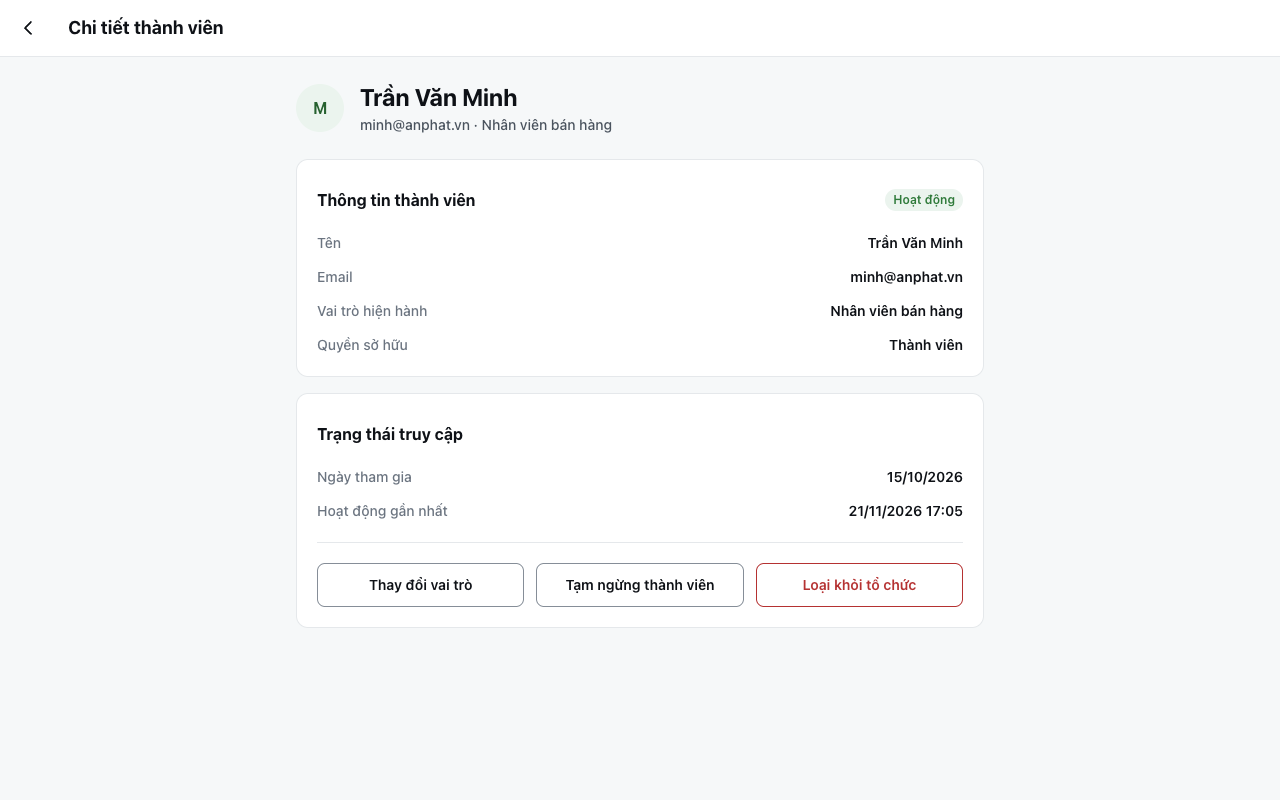 Chi tiết thành viên
M
Trần Văn Minh
minh@anphat.vn · Nhân viên bán hàng
Thông tin thành viên
Hoạt động
Tên Trần Văn Minh
Email minh@anphat.vn
Vai trò hiện hành Nhân viên bán hàng
Quyền sở hữu Thành viên
Trạng thái truy cập
Ngày tham gia 15/10/2026
Hoạt động gần nhất 21/11/2026 17:05
Thay đổi vai trò Tạm ngừng thành viên Loại khỏi tổ chức